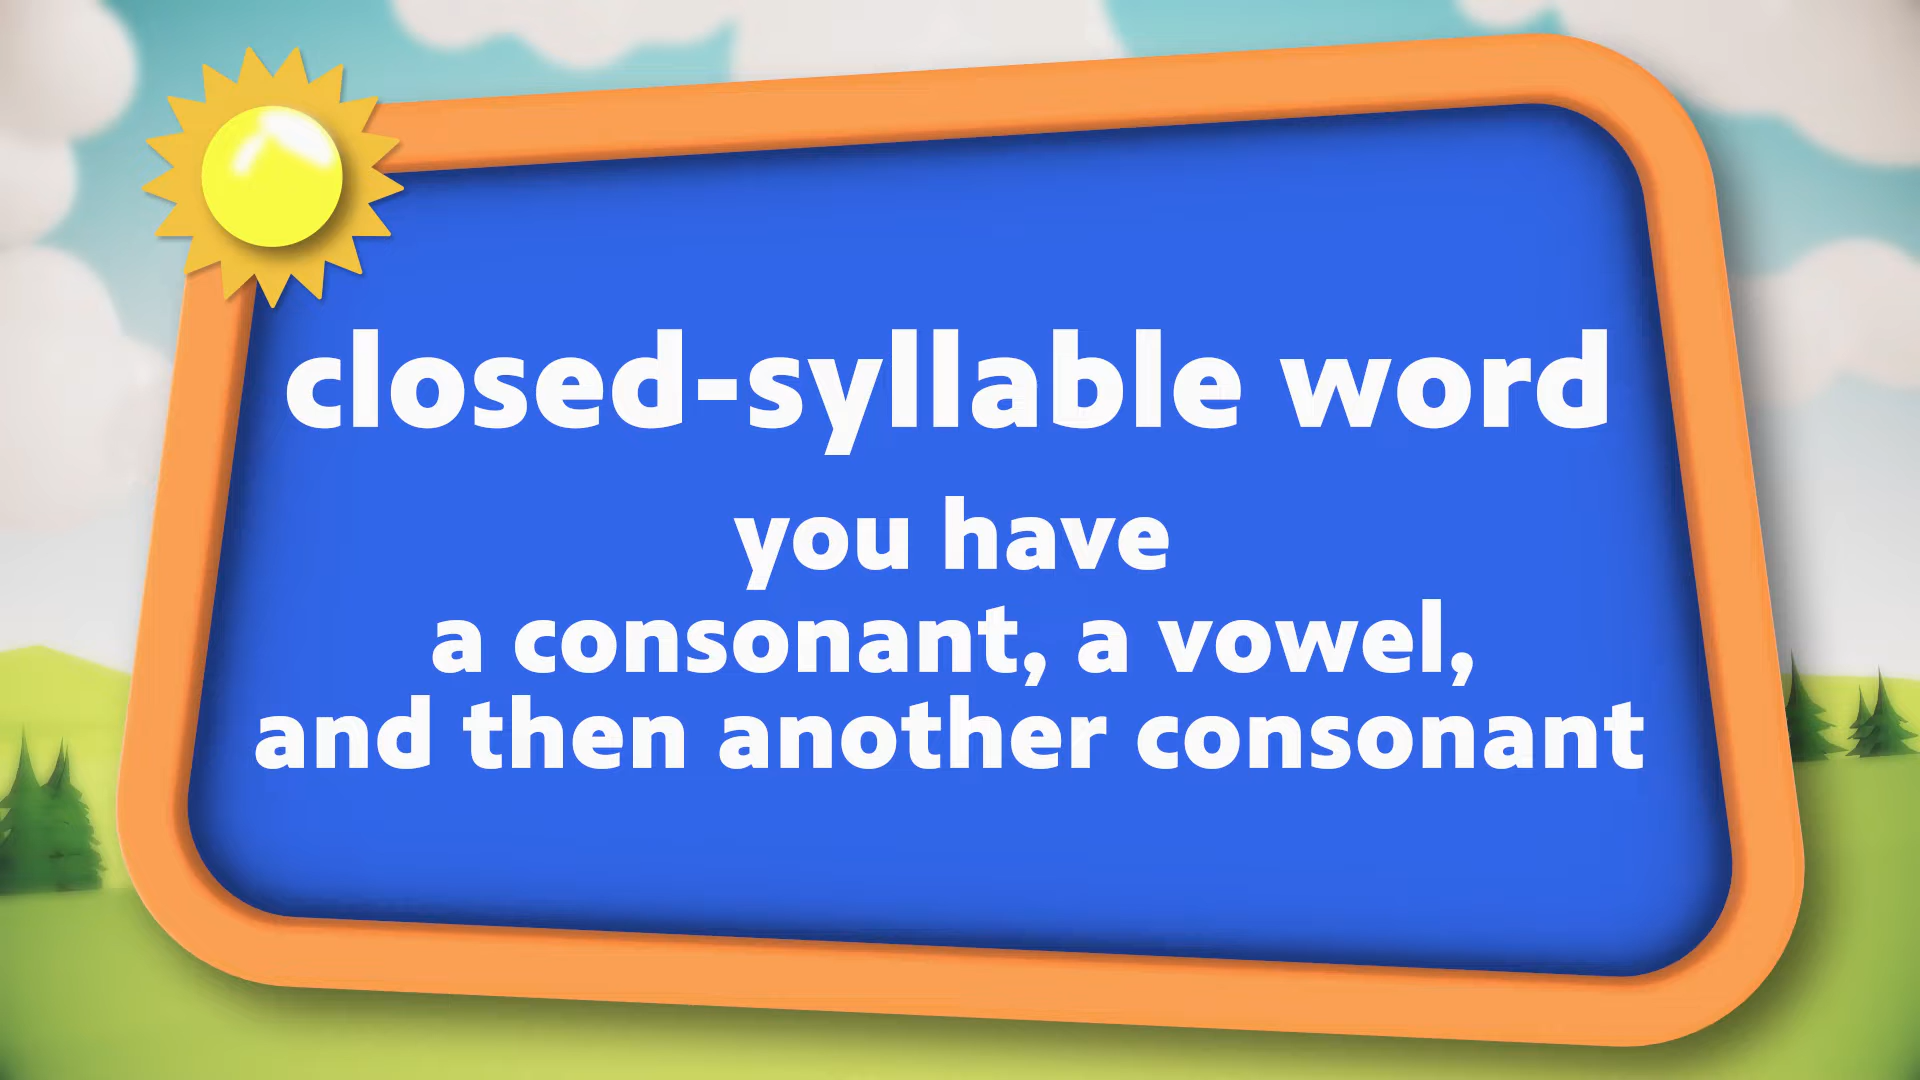 closed-syllable word
you have
a consonant, a vowel,
and then another consonant